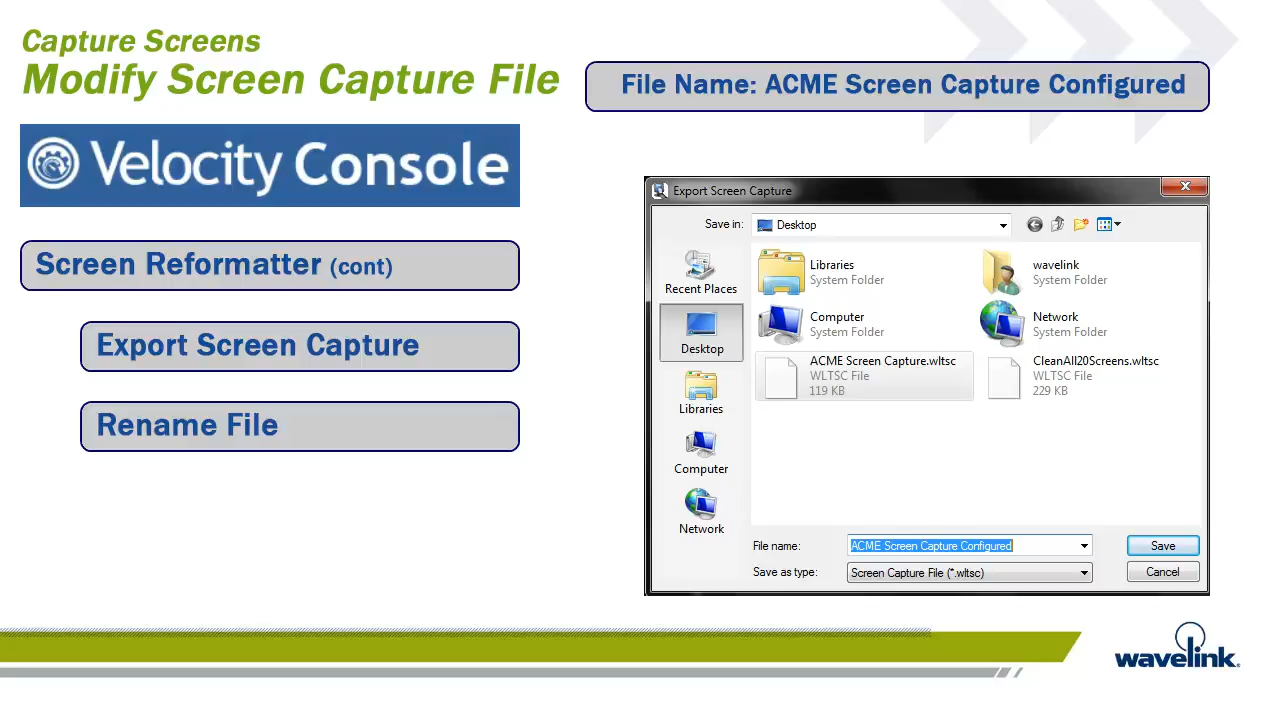 Capture Screens
Modify Screen Capture File
File Name: ACME Screen Capture Configured
Velocity Console
Screen Reformatter (cont)
Export Screen Capture
Rename File
Export Screen Capture
Save in:
Desktop
Recent Places
Desktop
Libraries
Computer
Network
Libraries
System Folder
wavelink
System Folder
Computer
System Folder
Network
System Folder
ACME Screen Capture.wltsc
WLTSC File
119 KB
CleanAll20Screens.wltsc
WLTSC File
229 KB
File name:
ACME Screen Capture Configured
Save
Save as type:
Screen Capture File (*.wltsc)
Cancel
wavelink